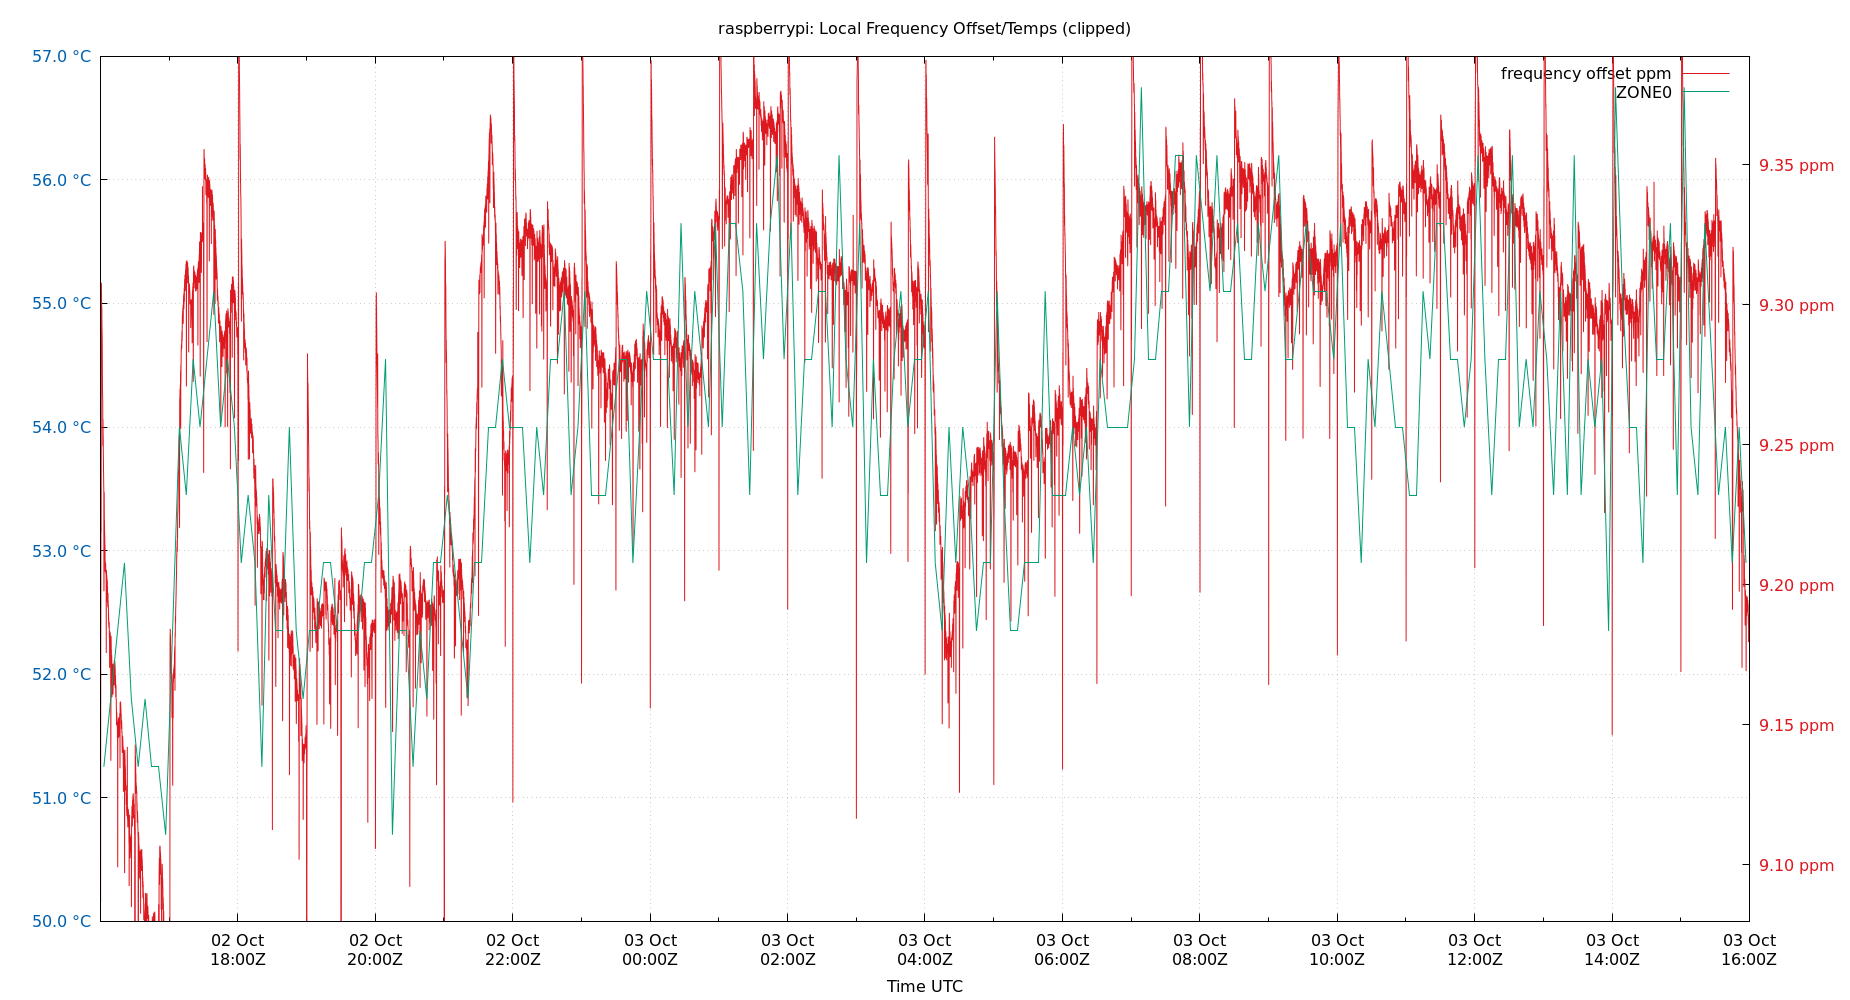 raspberrypi: Local Frequency Offset/Temps (clipped)
57.0 °C
56.0 °C
55.0 °C
54.0 °C
53.0 °C
52.0 °C
51.0 °C
50.0 °C
frequency offset ppm
ZONE0
9.35 ppm
9.30 ppm
9.25 ppm
9.20 ppm
9.15 ppm
9.10 ppm
02 Oct
18:00Z
02 Oct
20:00Z
02 Oct
22:00Z
03 Oct
00:00Z
03 Oct
02:00Z
03 Oct
04:00Z
03 Oct
06:00Z
03 Oct
08:00Z
03 Oct
10:00Z
03 Oct
12:00Z
03 Oct
14:00Z
03 Oct
16:00Z
Time UTC